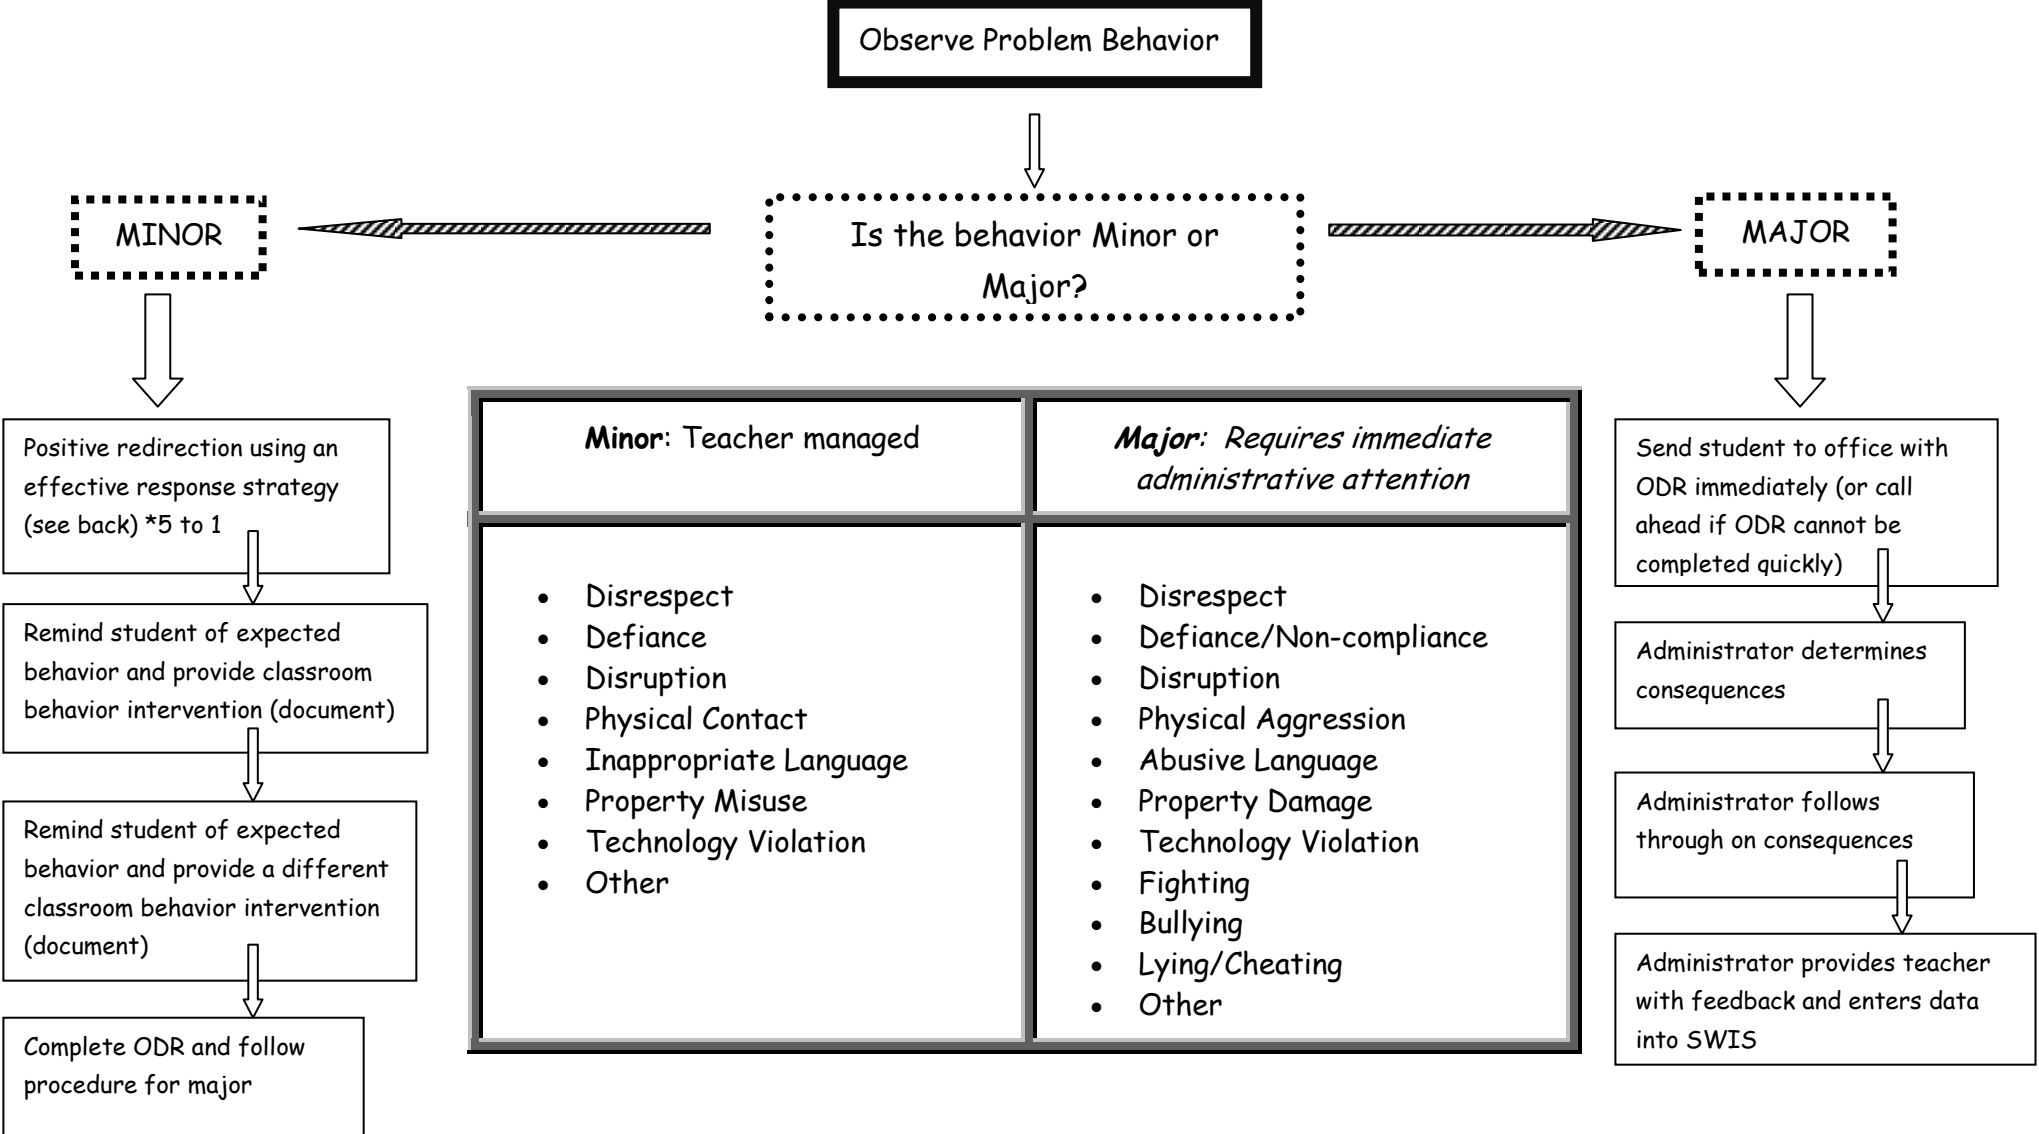 Observe Problem Behavior
MINOR
Is the behavior Minor or
Major?
MAJOR
Positive redirection using an
effective response strategy
(see back) *5 to 1
Remind student of expected
behavior and provide classroom
behavior intervention (document)
Remind student of expected
behavior and provide a different
classroom behavior intervention
(document)
Complete ODR and follow
procedure for major
Minor: Teacher managed
Disrespect
Defiance
Disruption
Physical Contact
Inappropriate Language
Property Misuse
Technology Violation
Other
Major: Requires immediate
administrative attention
Disrespect
Defiance/Non-compliance
Disruption
Physical Aggression
Abusive Language
Property Damage
Technology Violation
Fighting
Bullying
Lying/Cheating
Other
Send student to office with
ODR immediately (or call
ahead if ODR cannot be
completed quickly)
Administrator determines
consequences
Administrator follows
through on consequences
Administrator provides teacher
with feedback and enters data
into SWIS